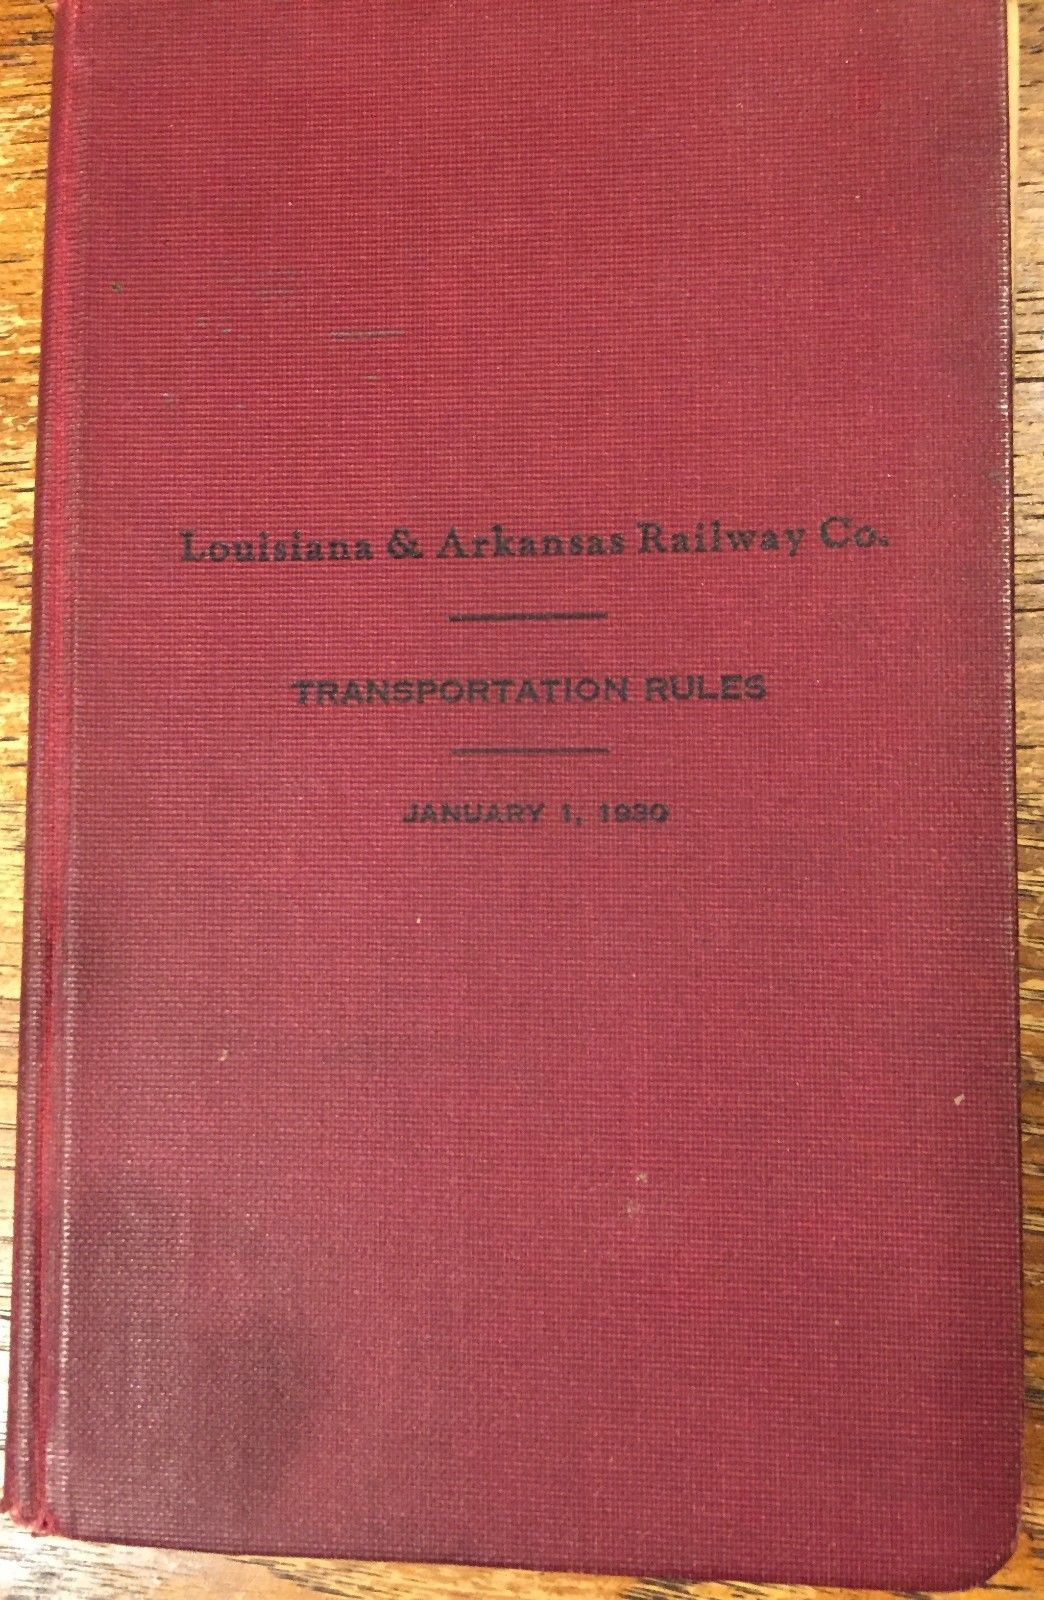 Louisiana & Arkansas Railway Co.
TRANSPORTATION RULES
JANUARY 1, 1930